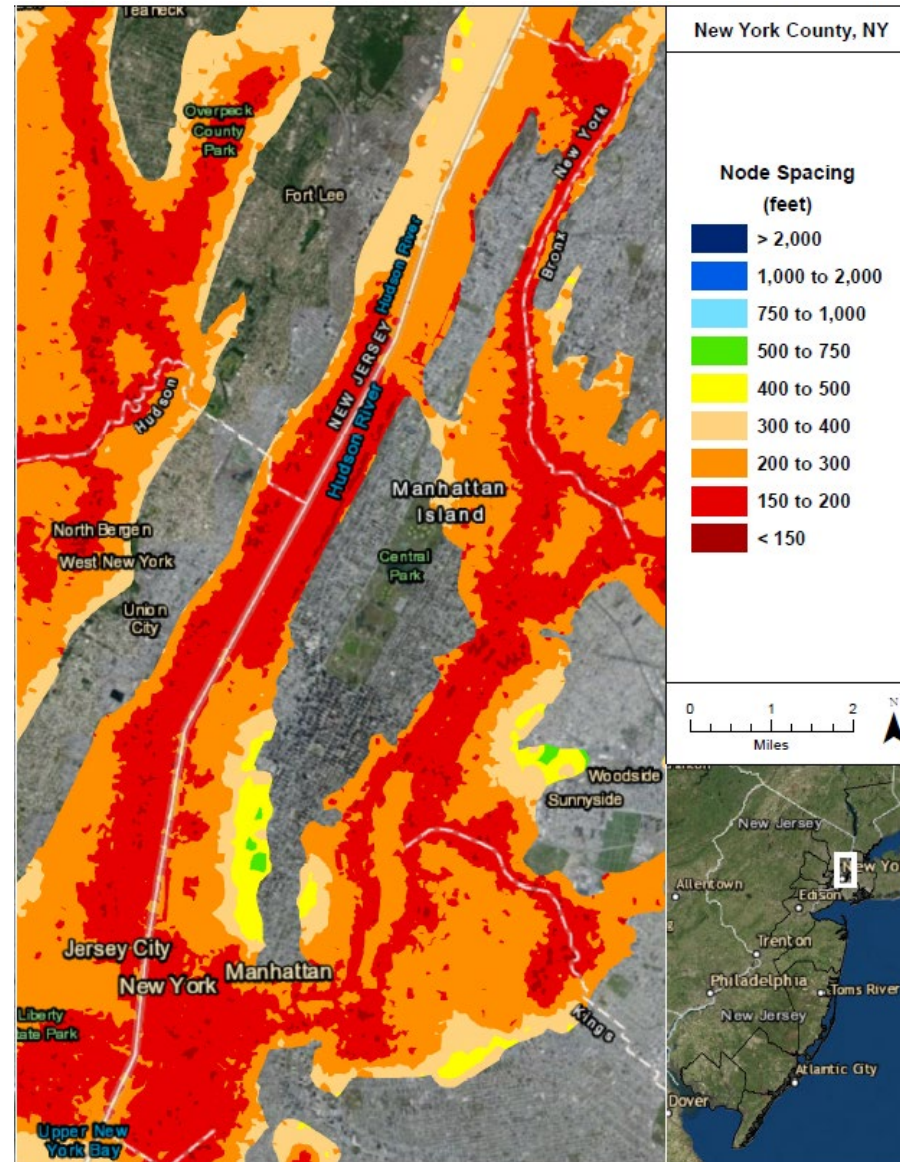 Teaneck
Overpeck
County
Park
Fort Lee
New York
Bronx
Hudson River
NEW JERSEY
Hudson River
Hudson
Manhattan
Island
North Bergen
West New York
Central
Park
Union
City
Woodside
Sunnyside
Jersey City
New York
Manhattan
Liberty
tate Park
Kings
Upper New
York Bay
New York County, NY
Node Spacing
(feet)
> 2,000
1,000 to 2,000
750 to 1,000
500 to 750
400 to 500
300 to 400
200 to 300
150 to 200
< 150
0 1 2
Miles
N
New Jersey
New Yo
Allentown
Edison
Trenton
Philadelphia
Toms River
New Jersey
Atlantic City
Dover